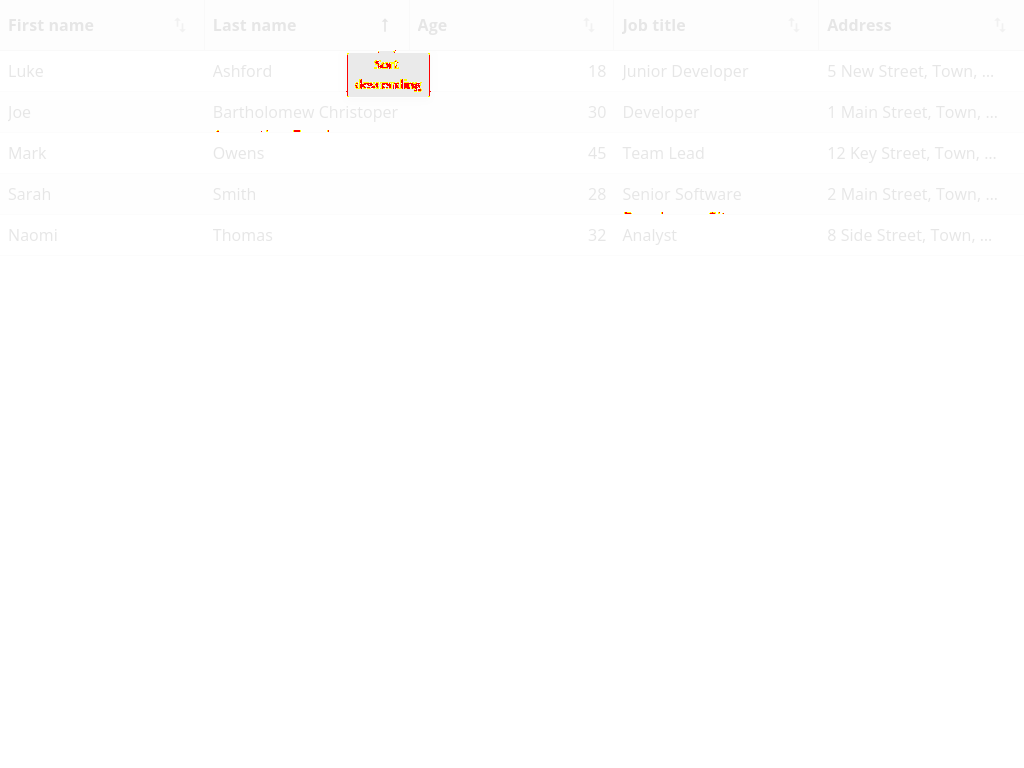 First name Last name Age Job title Address
Luke Ashford 18 Junior Developer 5 New Street, Town, ...
Sort
descending
Joe Bartholomew Christoper 30 Developer 1 Main Street, Town, ...
Mark Owens 45 Team Lead 12 Key Street, Town, ...
Sarah Smith 28 Senior Software 2 Main Street, Town, ...
Naomi Thomas 32 Analyst 8 Side Street, Town, ...